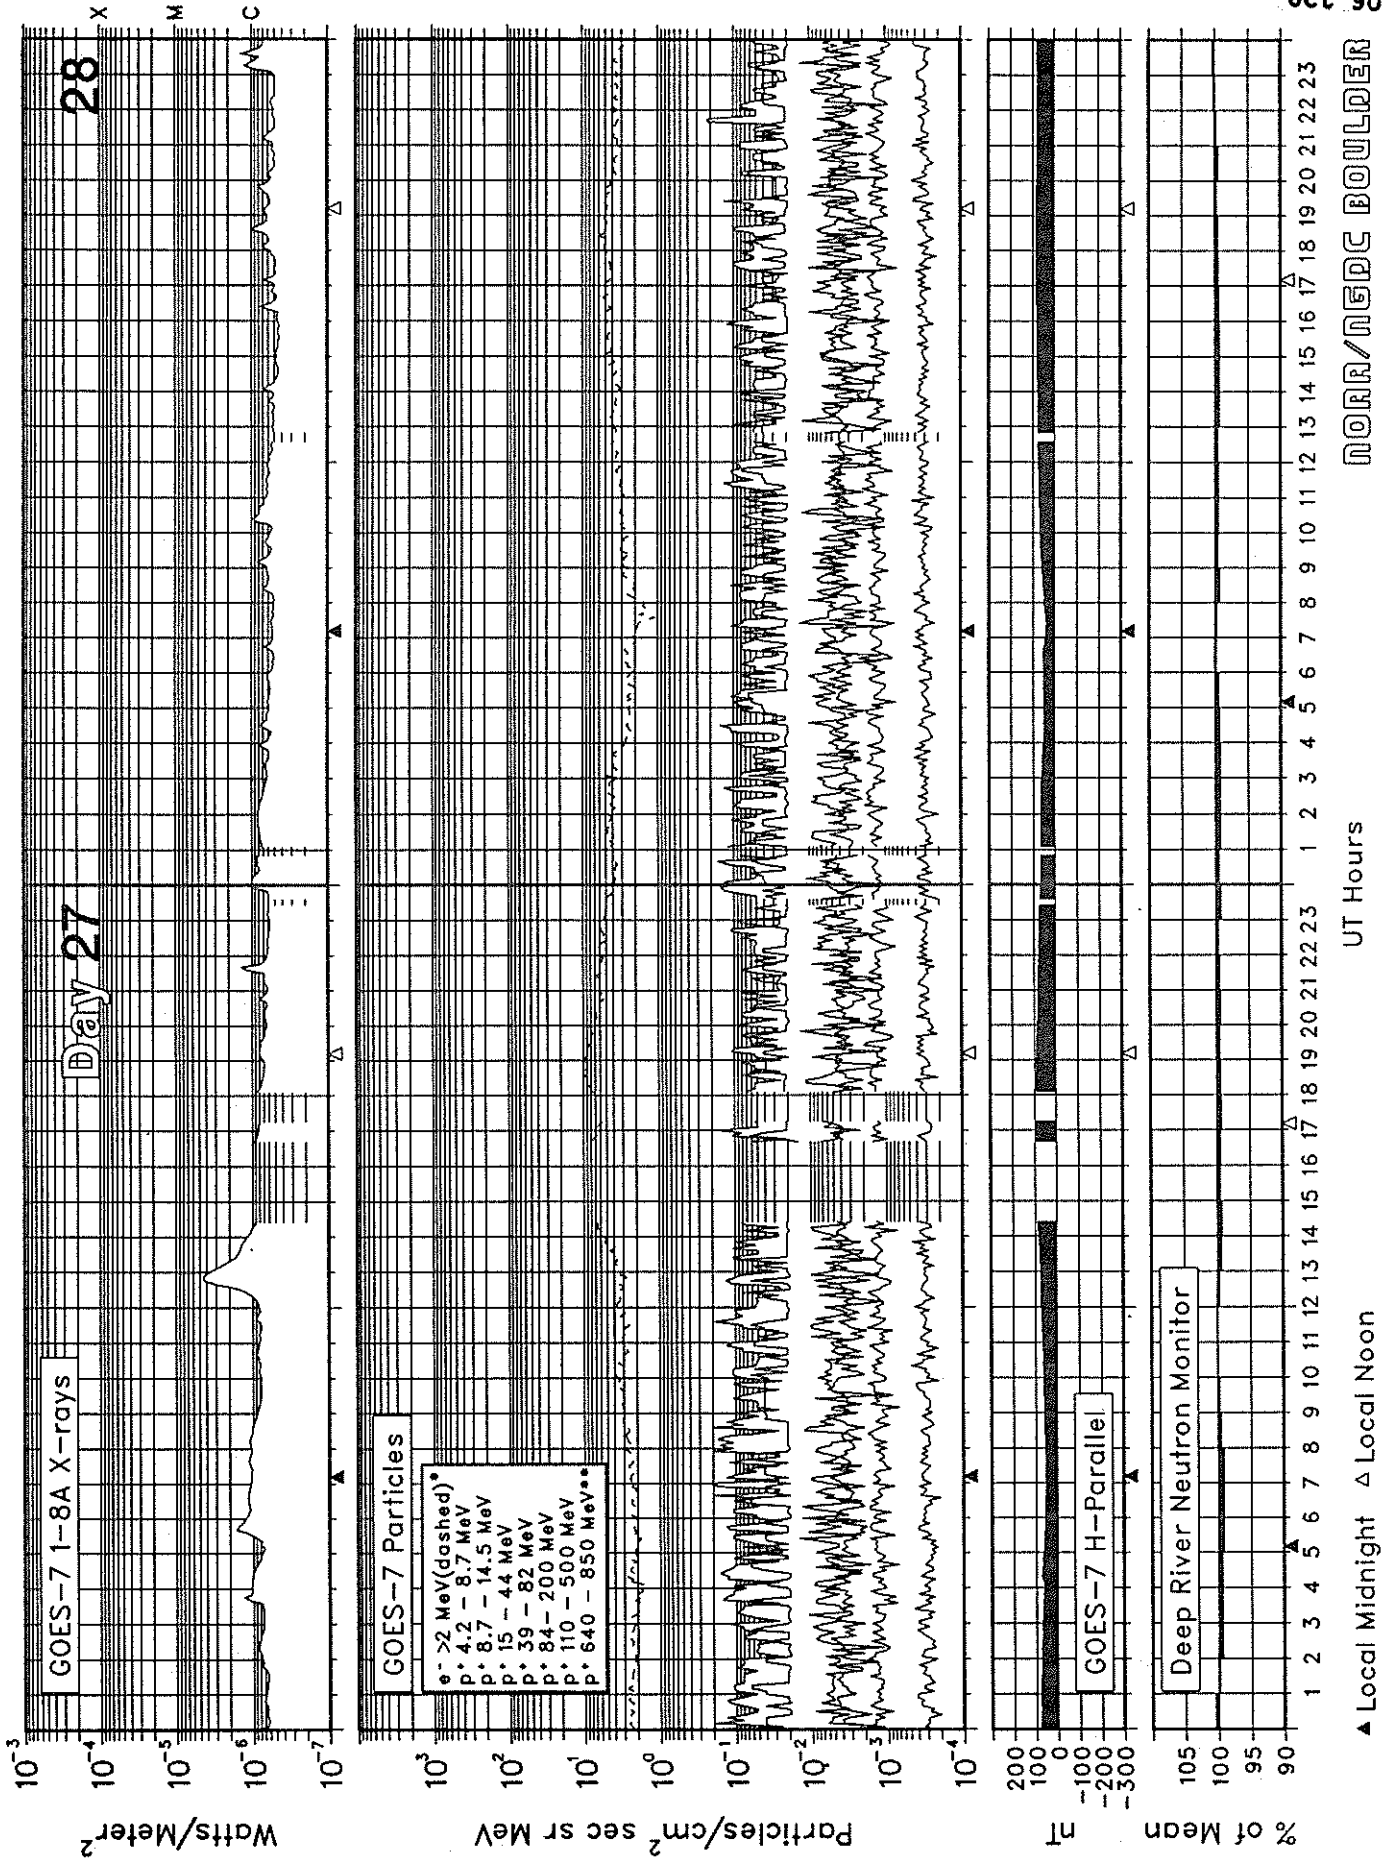 GOES-7 1-8A X-rays
Day 27
28
X
M
C
10⁻³
10⁻⁴
10⁻⁵
10⁻⁶
10⁻⁷
Watts/Meter²
GOES-7 Particles
e⁻ >2 MeV(dashed)*
p⁺ 4.2 - 8.7 MeV
p⁺ 8.7 - 14.5 MeV
p⁺ 15 - 44 MeV
p⁺ 39 - 82 MeV
p⁺ 84 - 200 MeV
p⁺ 110 - 500 MeV
p⁺ 640 - 850 MeV**
10³
10²
10¹
10⁰
10⁻¹
10⁻²
10⁻³
10⁻⁴
Particles/cm² sec sr MeV
GOES-7 H-Parallel
200
100
0
-100
-200
-300
nT
Deep River Neutron Monitor
105
100
95
90
% of Mean
1 2 3 4 5 6 7 8 9 10 11 12 13 14 15 16 17 18 19 20 21 22 23 1 2 3 4 5 6 7 8 9 10 11 12 13 14 15 16 17 18 19 20 21 22 23
UT Hours
▲ Local Midnight △ Local Noon
NOAA/NGDC BOULDER